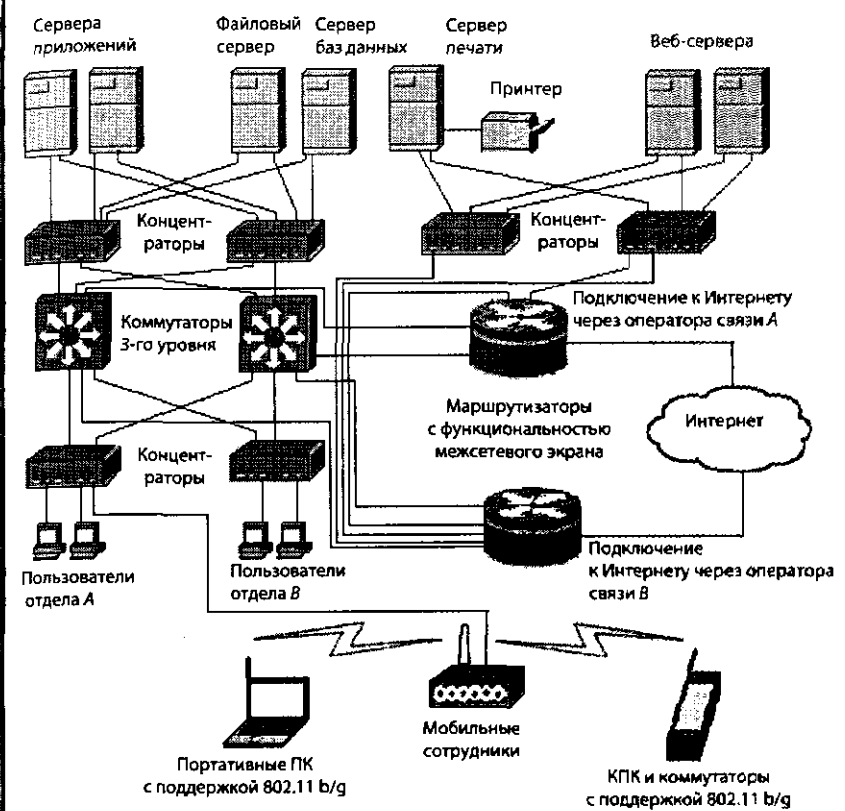 Сервера
приложений
Файловый
сервер
Сервер
баз данных
Сервер
печати
Принтер
Веб-сервера
Концент-
раторы
Концент-
раторы
Коммутаторы
3-го уровня
Подключение к Интернету
через оператора связи А
Маршрутизаторы
с функциональностью
межсетевого экрана
Интернет
Концент-
раторы
Пользователи
отдела А
Пользователи
отдела В
Подключение
к Интернету через оператора
связи В
Мобильные
сотрудники
Портативные ПК
с поддержкой 802.11 b/g
КПК и коммутаторы
с поддержкой 802.11 b/g